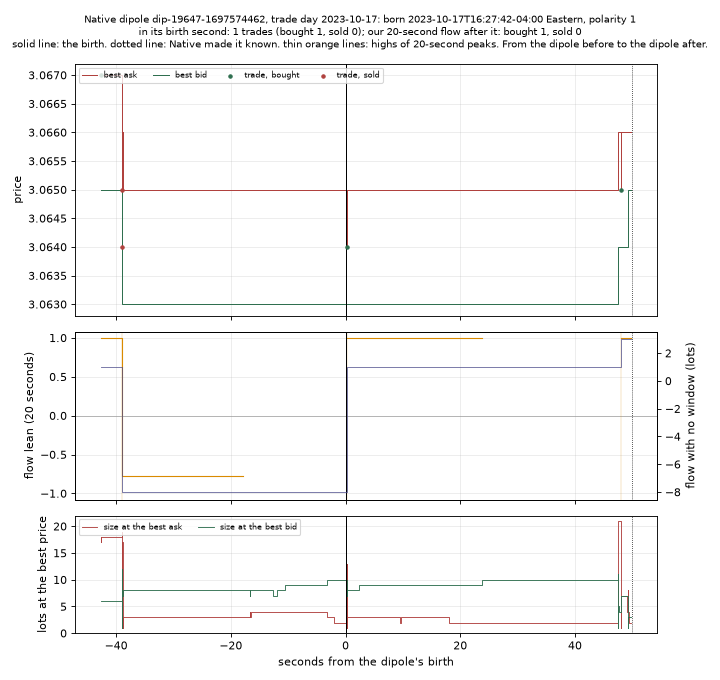 Native dipole dip-19647-1697574462, trade day 2023-10-17: born 2023-10-17T16:27:42-04:00 Eastern, polarity 1
in its birth second: 1 trades (bought 1, sold 0); our 20-second flow after it: bought 1, sold 0
solid line: the birth. dotted line: Native made it known. thin orange lines: highs of 20-second peaks. From the dipole before to the dipole after.
best ask best bid trade, bought trade, sold
3.0670
3.0665
3.0660
3.0655
3.0650
3.0645
3.0640
3.0635
3.0630
price
1.0
0.5
0.0
−0.5
−1.0
flow lean (20 seconds)
2
0
−2
−4
−6
−8
flow with no window (lots)
size at the best ask size at the best bid
20
15
10
5
0
lots at the best price
−40 −20 0 20 40
seconds from the dipole's birth